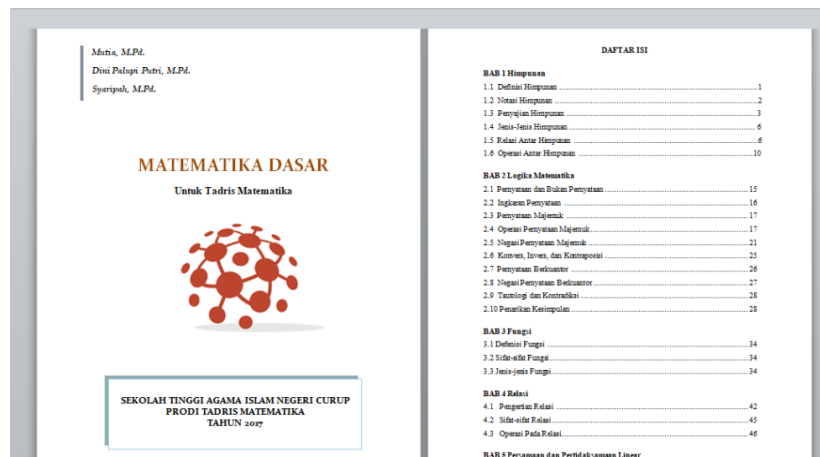 Mutia, M.Pd.
Dini Palupi Putri, M.Pd.
Syaripah, M.Pd.
MATEMATIKA DASAR
Untuk Tadris Matematika
SEKOLAH TINGGI AGAMA ISLAM NEGERI CURUP
PRODI TADRIS MATEMATIKA
TAHUN 2017
DAFTAR ISI
BAB 1 Himpunan
1.1 Definisi Himpunan ........................................ 1
1.2 Notasi Himpunan ........................................ 2
1.3 Penyajian Himpunan ........................................ 3
1.4 Jenis-Jenis Himpunan ........................................ 6
1.5 Relasi Antar Himpunan ........................................ 6
1.6 Operasi Antar Himpunan ........................................ 10
BAB 2 Logika Matematika
2.1 Pernyataan dan Bukan Pernyataan ........................................ 15
2.2 Ingkaran Pernyataan ........................................ 16
2.3 Pernyataan Majemuk ........................................ 17
2.4 Operasi Pernyataan Majemuk ........................................ 17
2.5 Negasi Pernyataan Majemuk ........................................ 21
2.6 Konvers, Invers, dan Kontraposisi ........................................ 25
2.7 Pernyataan Berkuantor ........................................ 26
2.8 Negasi Pernyataan Berkuantor ........................................ 27
2.9 Tautologi dan Kontradiksi ........................................ 28
2.10 Penarikan Kesimpulan ........................................ 28
BAB 3 Fungsi
3.1 Defenisi Fungsi ........................................ 34
3.2 Sifat-sifat Fungsi ........................................ 34
3.3 Jenis-jenis Fungsi ........................................ 34
BAB 4 Relasi
4.1 Pengertian Relasi ........................................ 42
4.2 Sifat-sifat Relasi ........................................ 45
4.3 Operasi Pada Relasi ........................................ 46
BAB 5 Persamaan dan Pertidaksamaan Linear